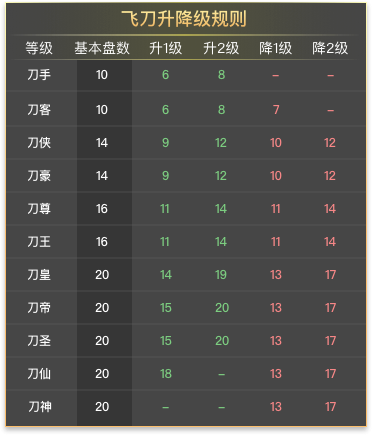 飞刀升降级规则
等级 基本盘数 升1级 升2级 降1级 降2级
刀手 10 6 8 – –
刀客 10 6 8 7 –
刀侠 14 9 12 10 12
刀豪 14 9 12 10 12
刀尊 16 11 14 11 14
刀王 16 11 14 11 14
刀皇 20 14 19 13 17
刀帝 20 15 20 13 17
刀圣 20 15 20 13 17
刀仙 20 18 – 13 17
刀神 20 – – 13 17